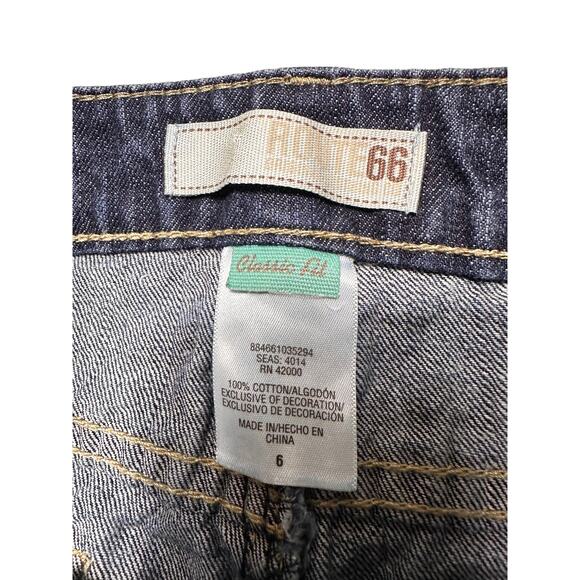 ROUTE 66
Classic Fit
884661035294
SEAS: 4014
RN 42000
100% COTTON/ALGODÓN
EXCLUSIVE OF DECORATION/
EXCLUSIVO DE DECORACIÓN
MADE IN/HECHO EN
CHINA
6